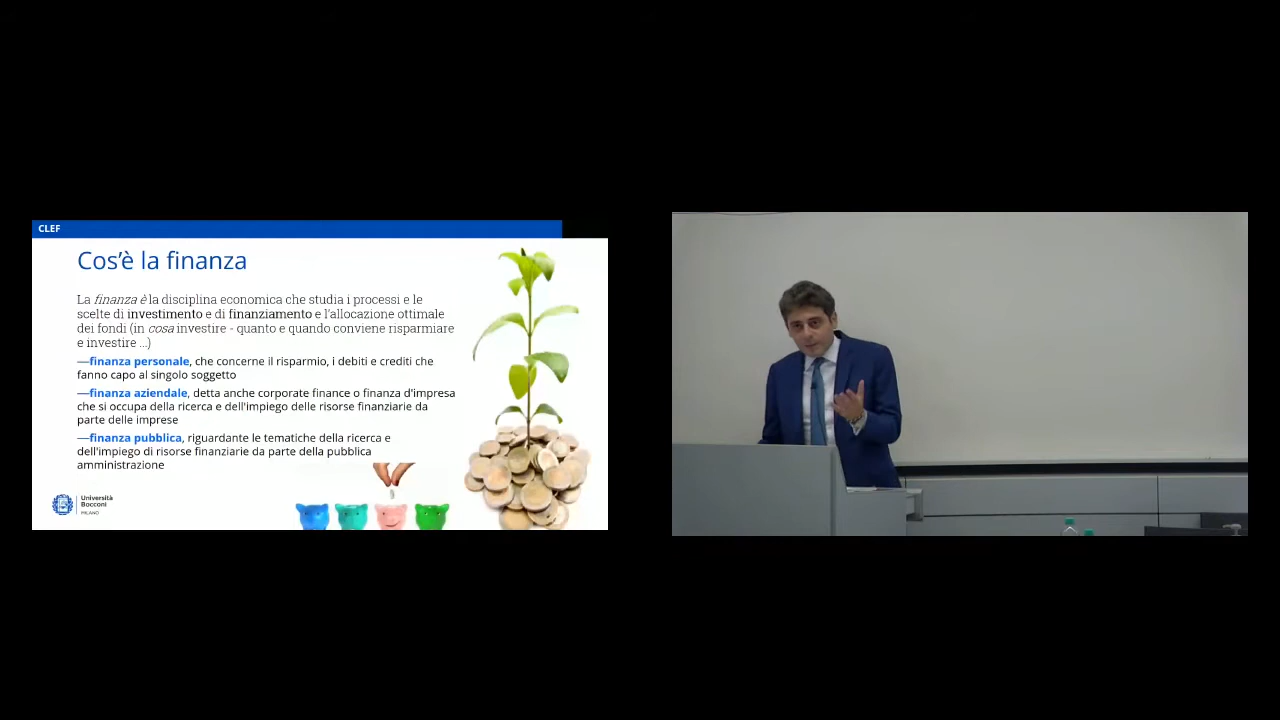 CLEF
Cos'è la finanza
La finanza è la disciplina economica che studia i processi e le
scelte di investimento e di finanziamento e l'allocazione ottimale
dei fondi (in cosa investire - quanto e quando conviene risparmiare
e investire ...)
—finanza personale, che concerne il risparmio, i debiti e crediti che
fanno capo al singolo soggetto
—finanza aziendale, detta anche corporate finance o finanza d'impresa
che si occupa della ricerca e dell'impiego delle risorse finanziarie da
parte delle imprese
—finanza pubblica, riguardante le tematiche della ricerca e
dell'impiego di risorse finanziarie da parte della pubblica
amministrazione
Università
Bocconi
MILANO